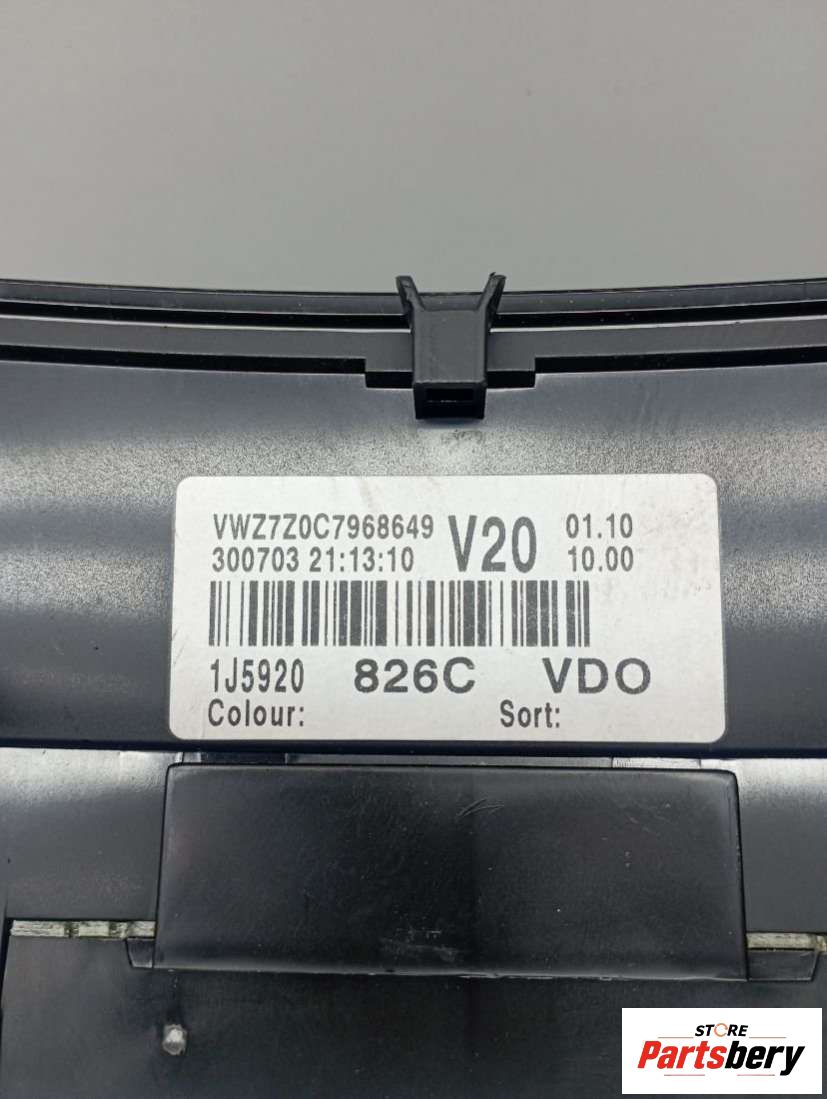 VWZ7Z0C7968649 V20 01.10
300703 21:13:10 10.00
1J5920 826C VDO
Colour: Sort:
STORE
Partsbery